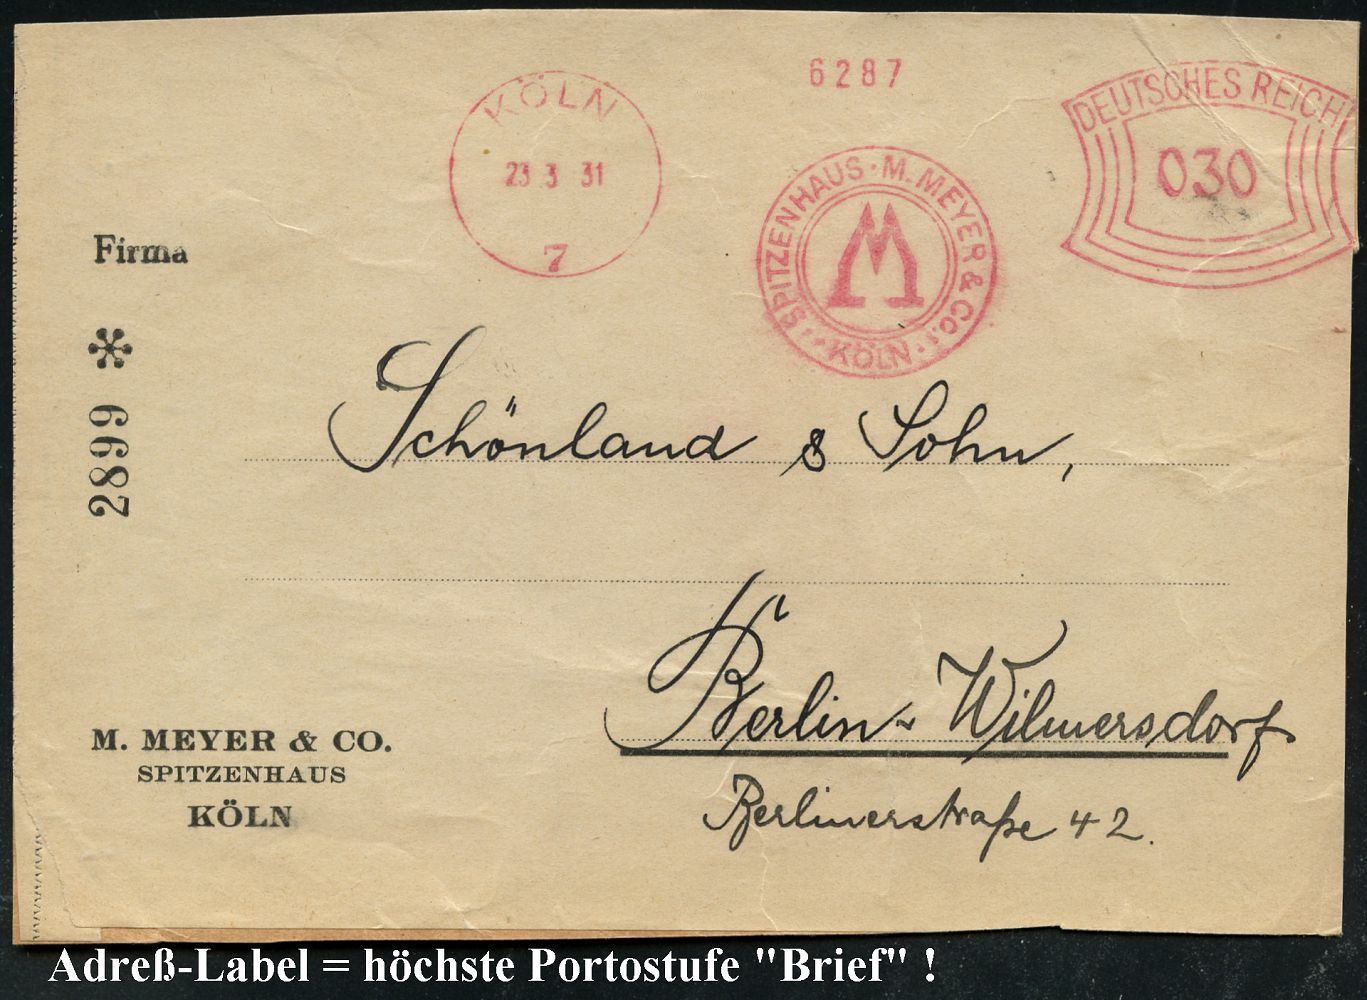 6287
KÖLN
23 3 31
7
DEUTSCHES REICH
030
SPITZENHAUS · M. MEYER & CO.
· KÖLN ·
M
Firma
2899 *
Schönland & Sohn,
Berlin-Wilmersdorf
Berlinerstraße 42.
M. MEYER & CO.
SPITZENHAUS
KÖLN
Adreß-Label = höchste Portostufe "Brief" !